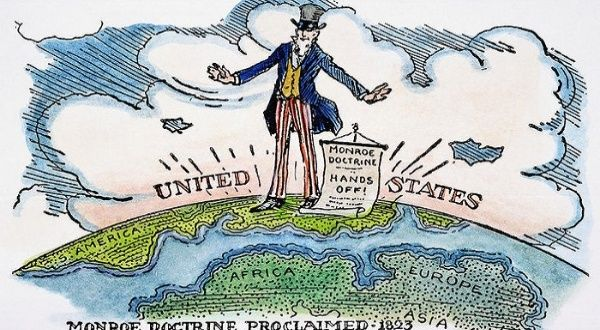 MONROE
DOCTRINE
HANDS
OFF!
UNITED STATES
S. AMERICA
AFRICA
EUROPE
ASIA
MONROE DOCTRINE PROCLAIMED - 1823